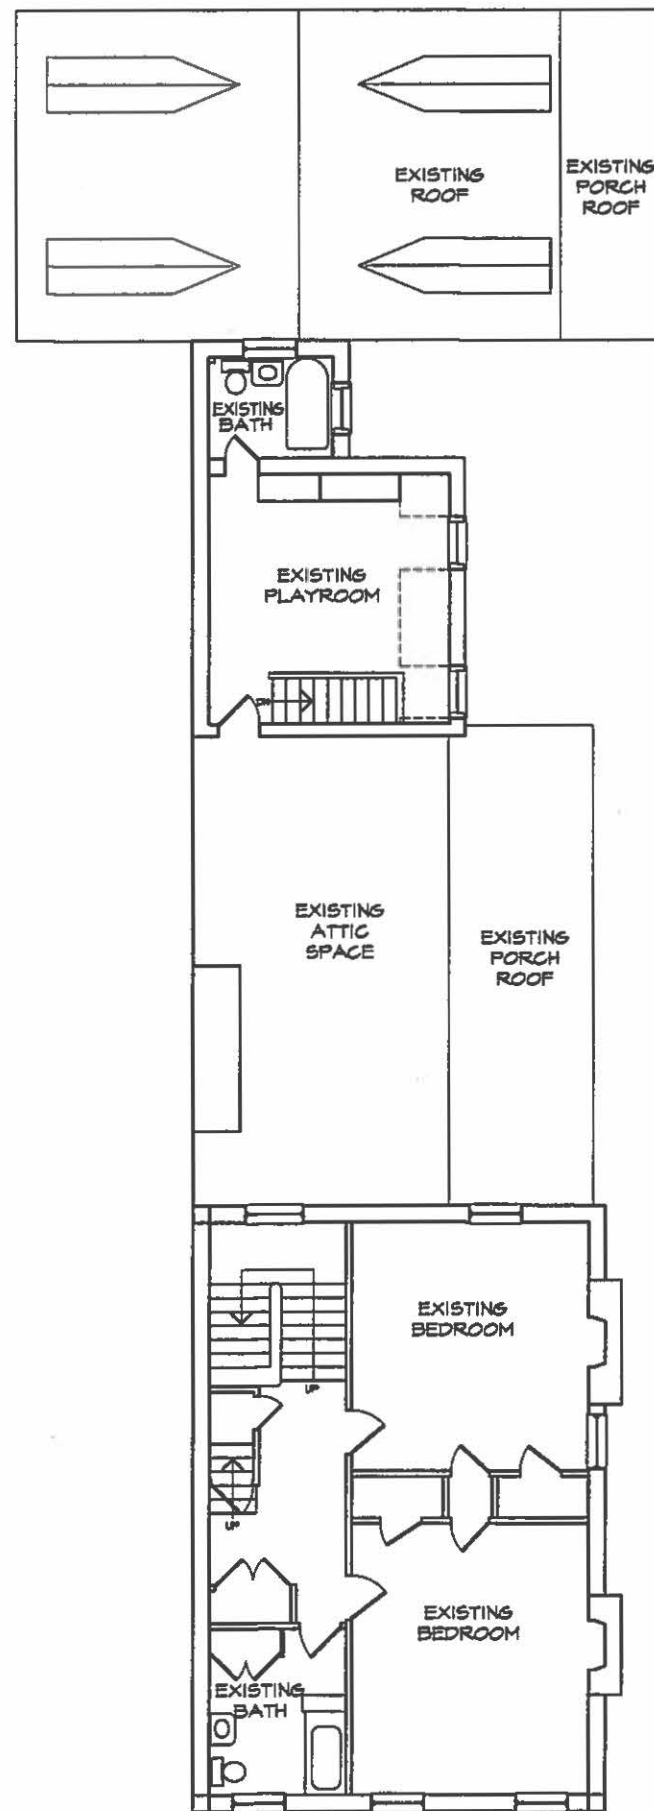 EXISTING
ROOF
EXISTING
PORCH
ROOF
EXISTING
BATH
EXISTING
PLAYROOM
DN
EXISTING
ATTIC
SPACE
EXISTING
PORCH
ROOF
EXISTING
BEDROOM
UP
UP
EXISTING
BEDROOM
EXISTING
BATH